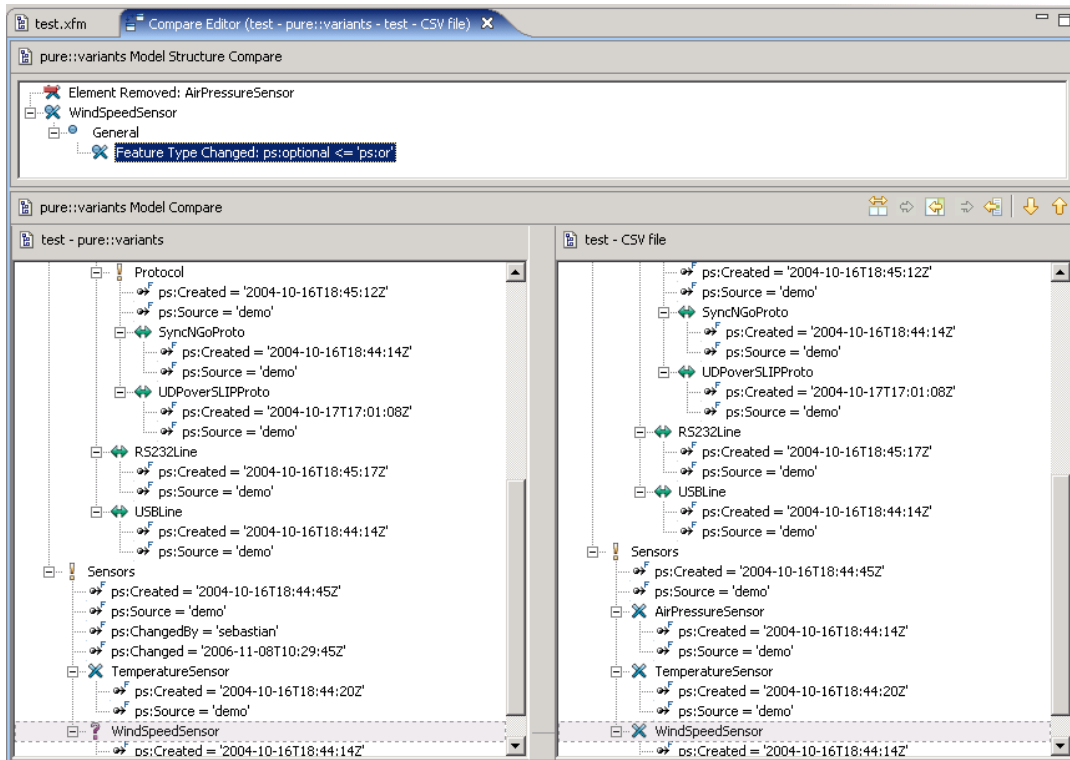 test.xfm
Compare Editor (test - pure::variants - test - CSV file)
pure::variants Model Structure Compare
Element Removed: AirPressureSensor
WindSpeedSensor
General
Feature Type Changed: ps:optional <= 'ps:or'
pure::variants Model Compare
test - pure::variants
Protocol
ps:Created = '2004-10-16T18:45:12Z'
ps:Source = 'demo'
SyncNGoProto
ps:Created = '2004-10-16T18:44:14Z'
ps:Source = 'demo'
UDPoverSLIPProto
ps:Created = '2004-10-17T17:01:08Z'
ps:Source = 'demo'
RS232Line
ps:Created = '2004-10-16T18:45:17Z'
ps:Source = 'demo'
USBLine
ps:Created = '2004-10-16T18:44:14Z'
ps:Source = 'demo'
Sensors
ps:Created = '2004-10-16T18:44:45Z'
ps:Source = 'demo'
ps:ChangedBy = 'sebastian'
ps:Changed = '2006-11-08T10:29:45Z'
TemperatureSensor
ps:Created = '2004-10-16T18:44:20Z'
ps:Source = 'demo'
WindSpeedSensor
ps:Created = '2004-10-16T18:44:14Z'
test - CSV file
ps:Created = '2004-10-16T18:45:12Z'
ps:Source = 'demo'
SyncNGoProto
ps:Created = '2004-10-16T18:44:14Z'
ps:Source = 'demo'
UDPoverSLIPProto
ps:Created = '2004-10-17T17:01:08Z'
ps:Source = 'demo'
RS232Line
ps:Created = '2004-10-16T18:45:17Z'
ps:Source = 'demo'
USBLine
ps:Created = '2004-10-16T18:44:14Z'
ps:Source = 'demo'
Sensors
ps:Created = '2004-10-16T18:44:45Z'
ps:Source = 'demo'
AirPressureSensor
ps:Created = '2004-10-16T18:44:14Z'
ps:Source = 'demo'
TemperatureSensor
ps:Created = '2004-10-16T18:44:20Z'
ps:Source = 'demo'
WindSpeedSensor
ps:Created = '2004-10-16T18:44:14Z'